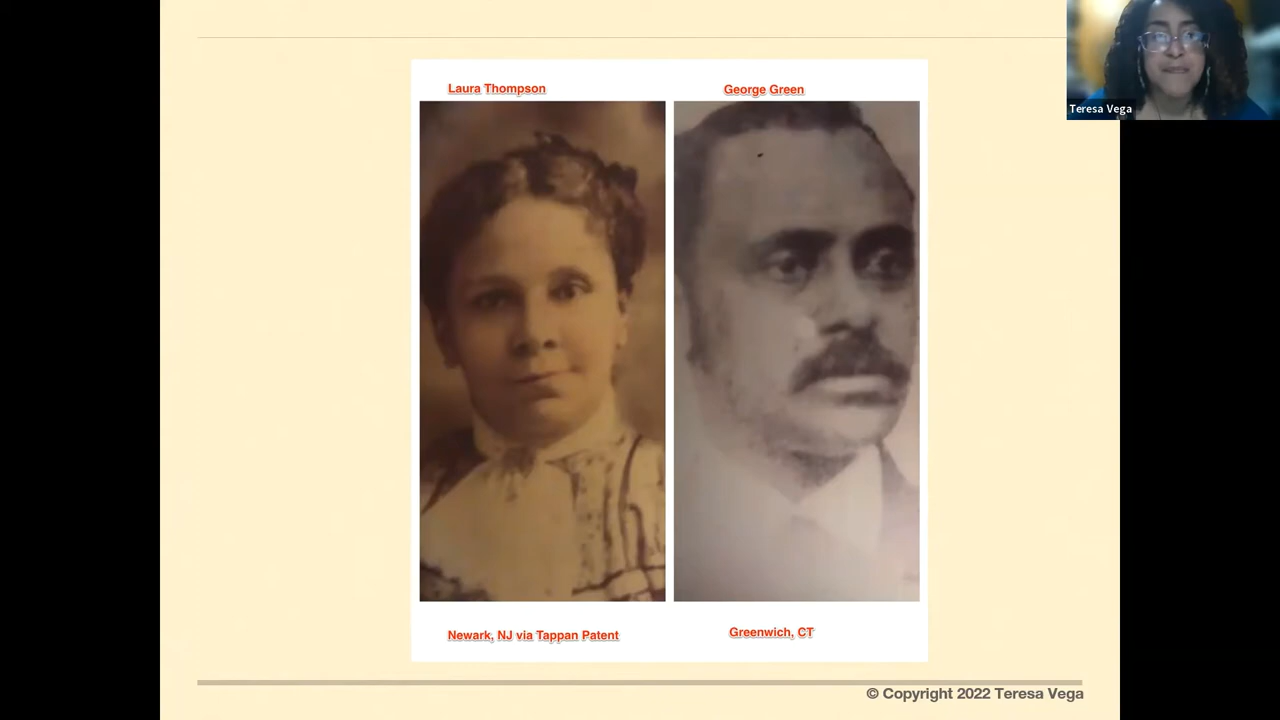 Teresa Vega
Laura Thompson
George Green
Newark, NJ via Tappan Patent
Greenwich, CT
© Copyright 2022 Teresa Vega